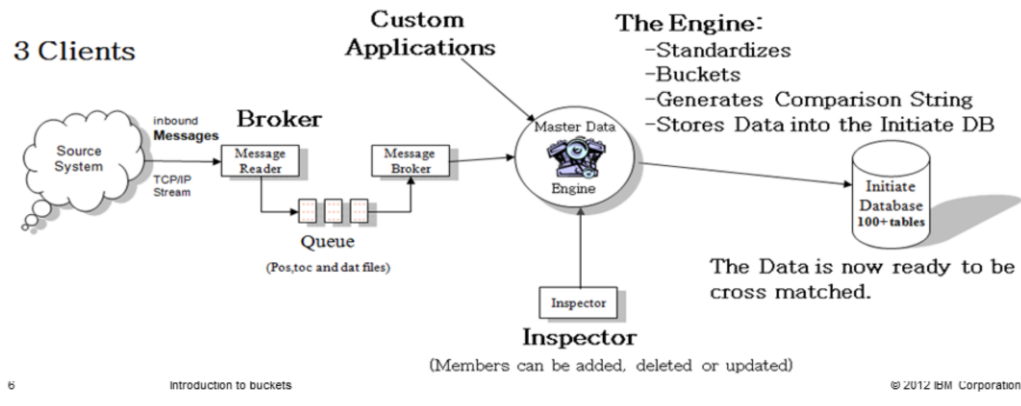 3 Clients
Custom
Applications
The Engine:
-Standardizes
-Buckets
-Generates Comparison String
-Stores Data into the Initiate DB
Source
System
inbound
Messages
TCP/IP
Stream
Broker
Message
Reader
Queue
(Pos,toc and dat files)
Message
Broker
Master Data
Engine
Initiate
Database
100+tables
The Data is now ready to be
cross matched.
Inspector
Inspector
(Members can be added, deleted or updated)
6
Introduction to buckets
© 2012 IBM Corporation